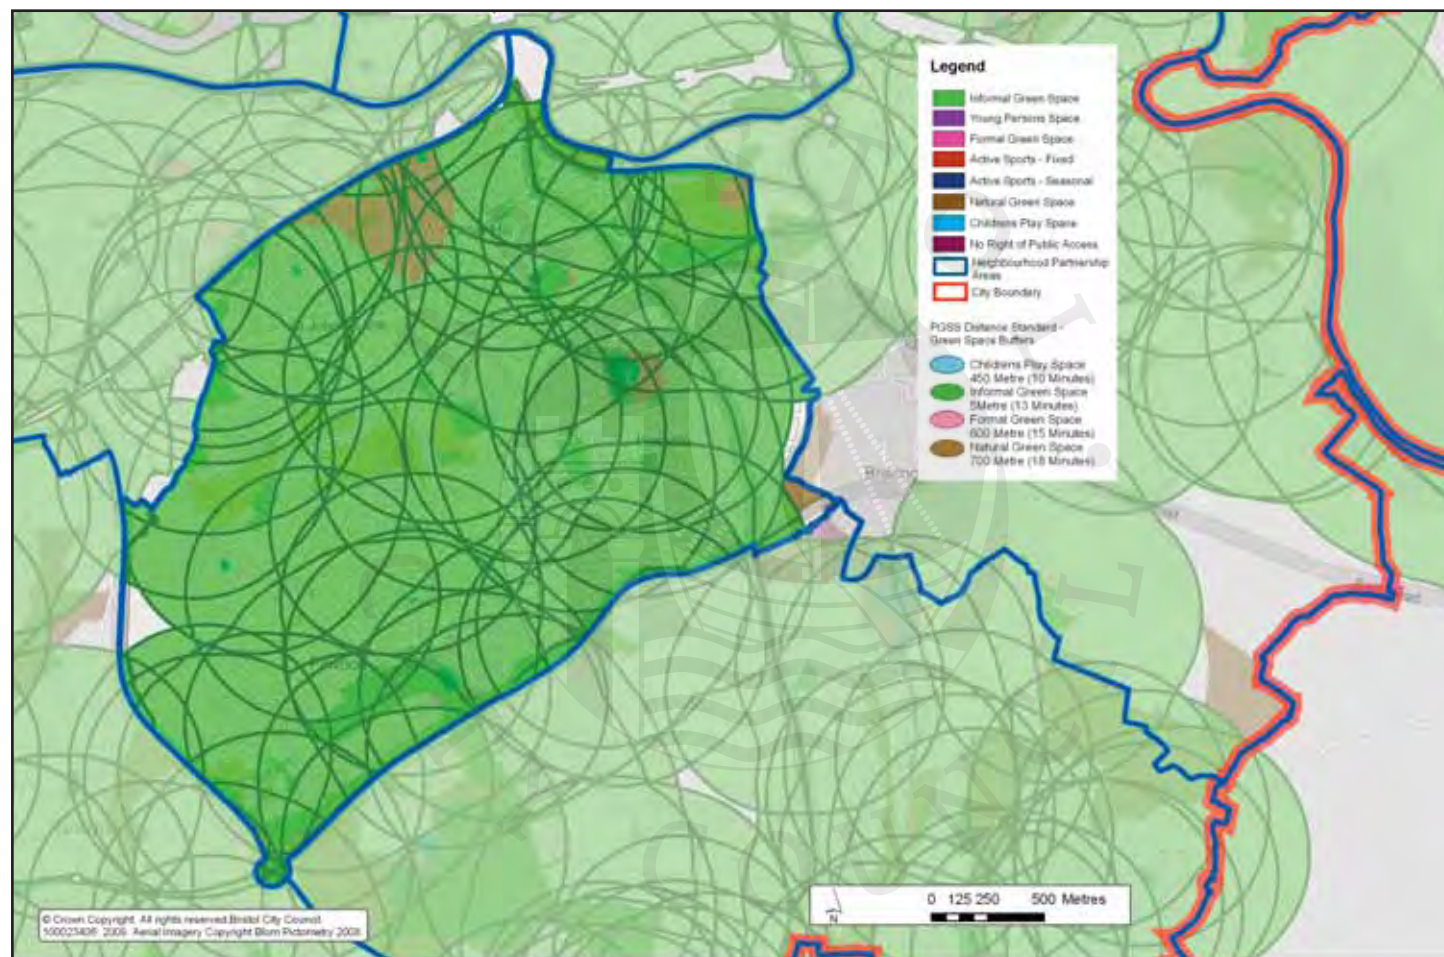 Legend
Informal Green Space
Young Persons Space
Formal Green Space
Active Sports - Fixed
Active Sports - Seasonal
Natural Green Space
Childrens Play Space
No Right of Public Access
Neighbourhood Partnership
Areas
City Boundary
PGSS Distance Standard -
Green Space Buffers
Childrens Play Space
450 Metre (10 Minutes)
Informal Green Space
5Metre (13 Minutes)
Formal Green Space
600 Metre (15 Minutes)
Natural Green Space
700 Metre (18 Minutes)
0 125 250 500 Metres
N
© Crown Copyright. All rights reserved.Bristol City Council.
100023406. 2008. Aerial Imagery Copyright Blom Pictometry 2008